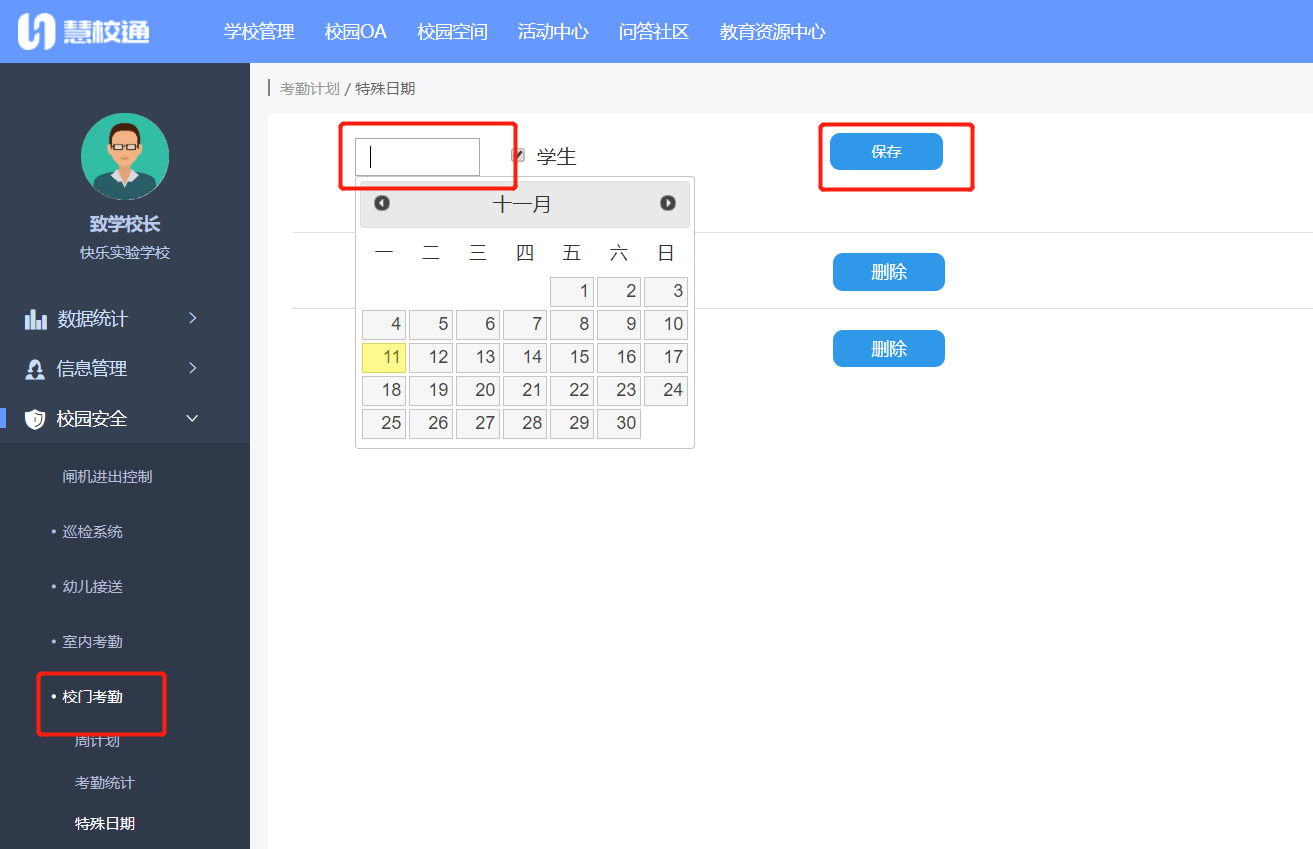 慧校通
学校管理 校园OA 校园空间 活动中心 问答社区 教育资源中心
考勤计划 / 特殊日期
学生
保存
十一月
一 二 三 四 五 六 日
1 2 3
4 5 6 7 8 9 10
11 12 13 14 15 16 17
18 19 20 21 22 23 24
25 26 27 28 29 30
删除
删除
致学校长
快乐实验学校
数据统计
信息管理
校园安全
闸机进出控制
• 巡检系统
• 幼儿接送
• 室内考勤
• 校门考勤
周计划
考勤统计
特殊日期